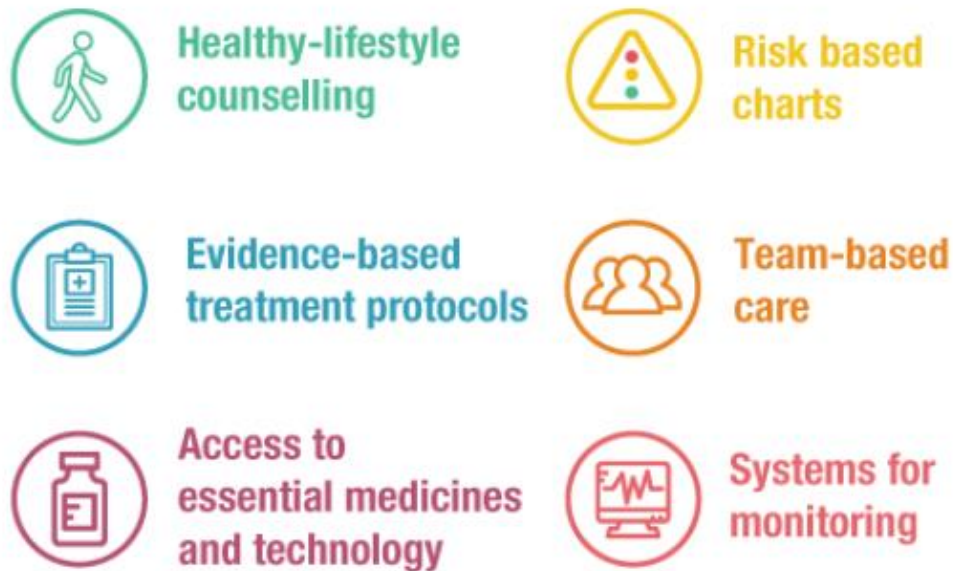 Healthy-lifestyle
counselling
Risk based
charts
Evidence-based
treatment protocols
Team-based
care
Access to
essential medicines
and technology
Systems for
monitoring